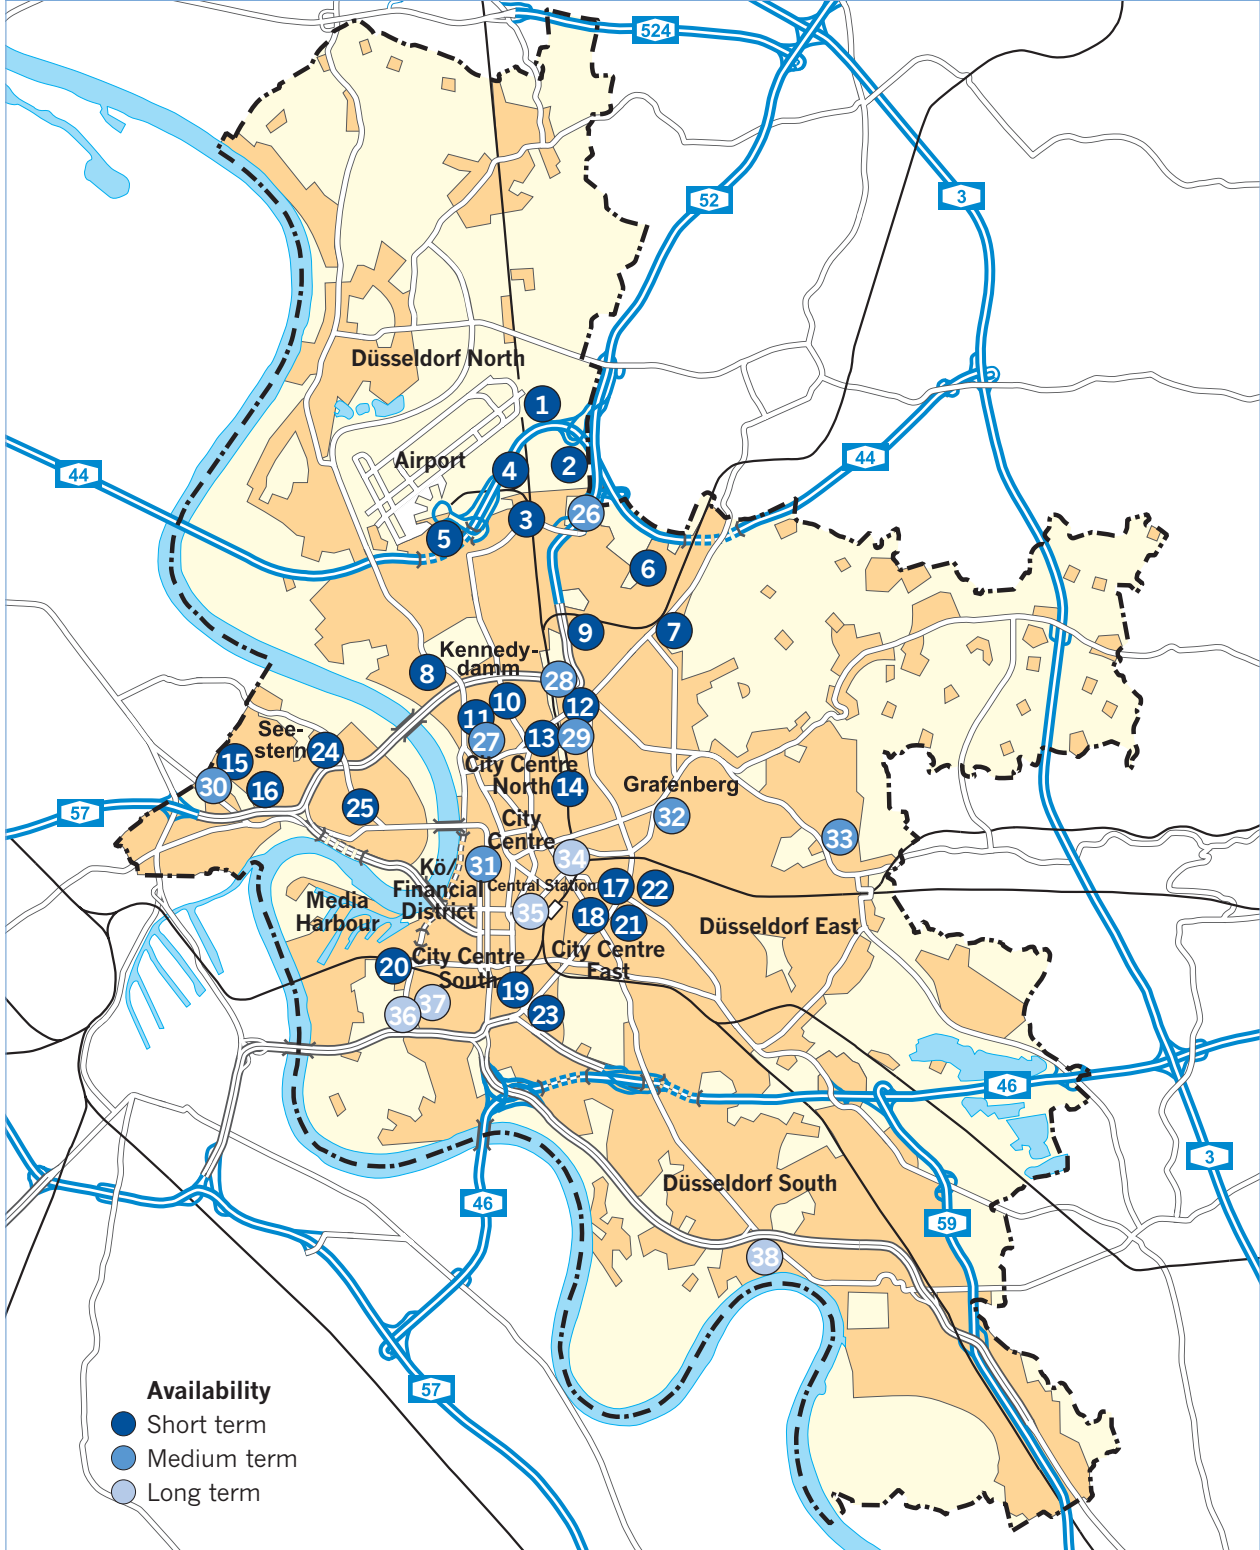 524
52
3
Düsseldorf North
1
44
Airport
4
2
44
3
26
5
6
9
7
Kennedy-
damm
8
28
10
11
12
See-
stern
24
27
13
29
15
City Centre
North
14
Grafenberg
30
16
25
57
32
City
Centre
33
34
Kö/
Financial
District
31
Central Station
17
22
Media
Harbour
35
18
21
Düsseldorf East
City Centre
East
20
City Centre
South
19
37
36
23
46
3
Düsseldorf South
46
59
38
57
Availability
Short term
Medium term
Long term